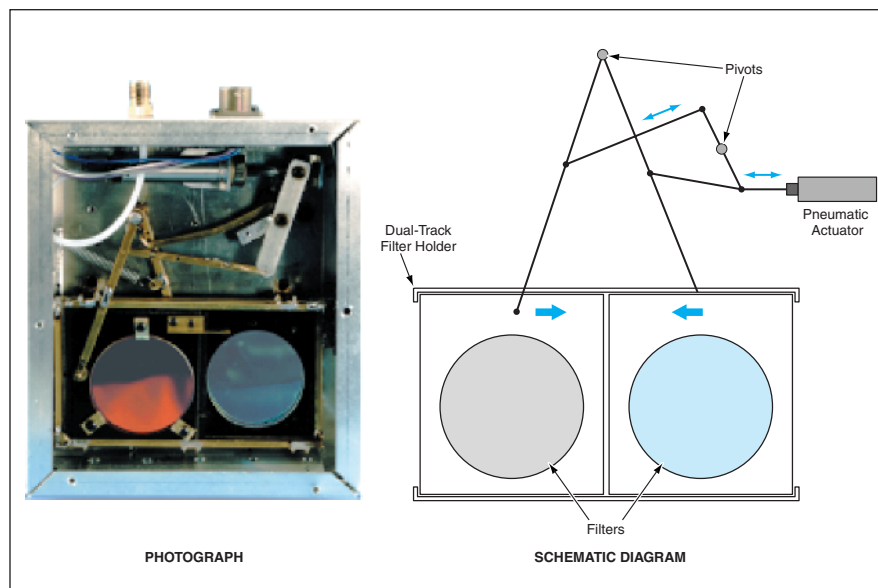 Pivots
Pneumatic
Actuator
Dual-Track
Filter Holder
Filters
PHOTOGRAPH
SCHEMATIC DIAGRAM